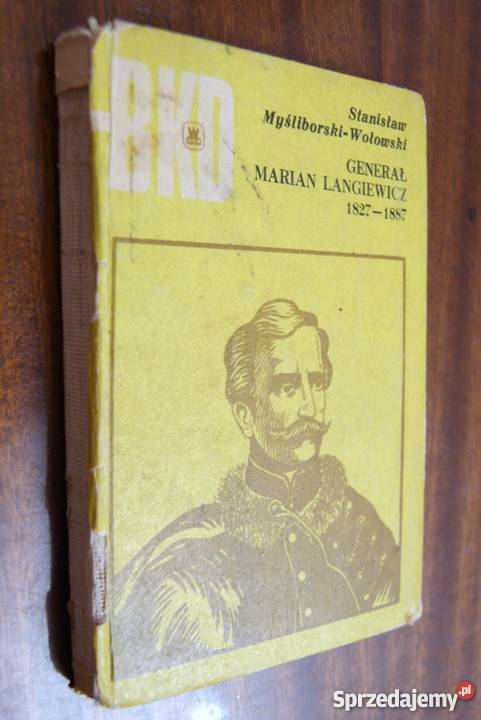 BKD
Stanisław
Myśliborski-Wołowski
GENERAŁ
MARIAN LANGIEWICZ
1827—1887
Sprzedajemy.pl